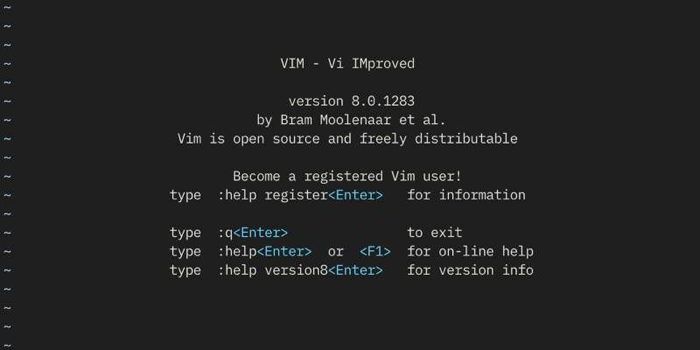 ~
~
~
~ VIM - Vi IMproved
~
~ version 8.0.1283
~ by Bram Moolenaar et al.
~ Vim is open source and freely distributable
~
~ Become a registered Vim user!
~ type :help register<Enter> for information
~
~ type :q<Enter> to exit
~ type :help<Enter> or <F1> for on-line help
~ type :help version8<Enter> for version info
~
~
~
~